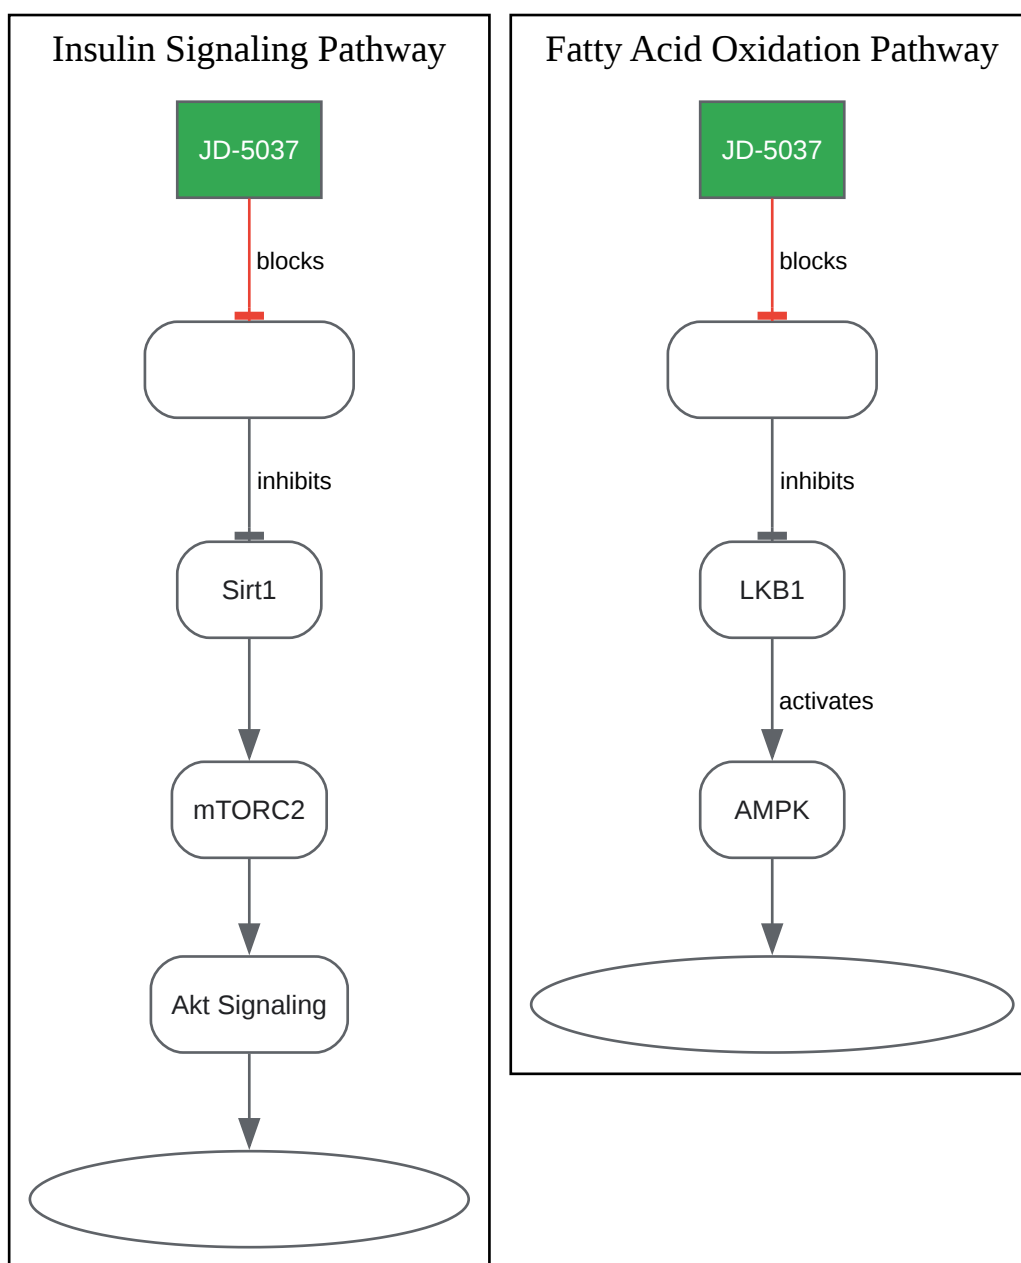 Insulin Signaling Pathway
JD-5037
blocks
inhibits
Sirt1
mTORC2
Akt Signaling
Fatty Acid Oxidation Pathway
JD-5037
blocks
inhibits
LKB1
activates
AMPK